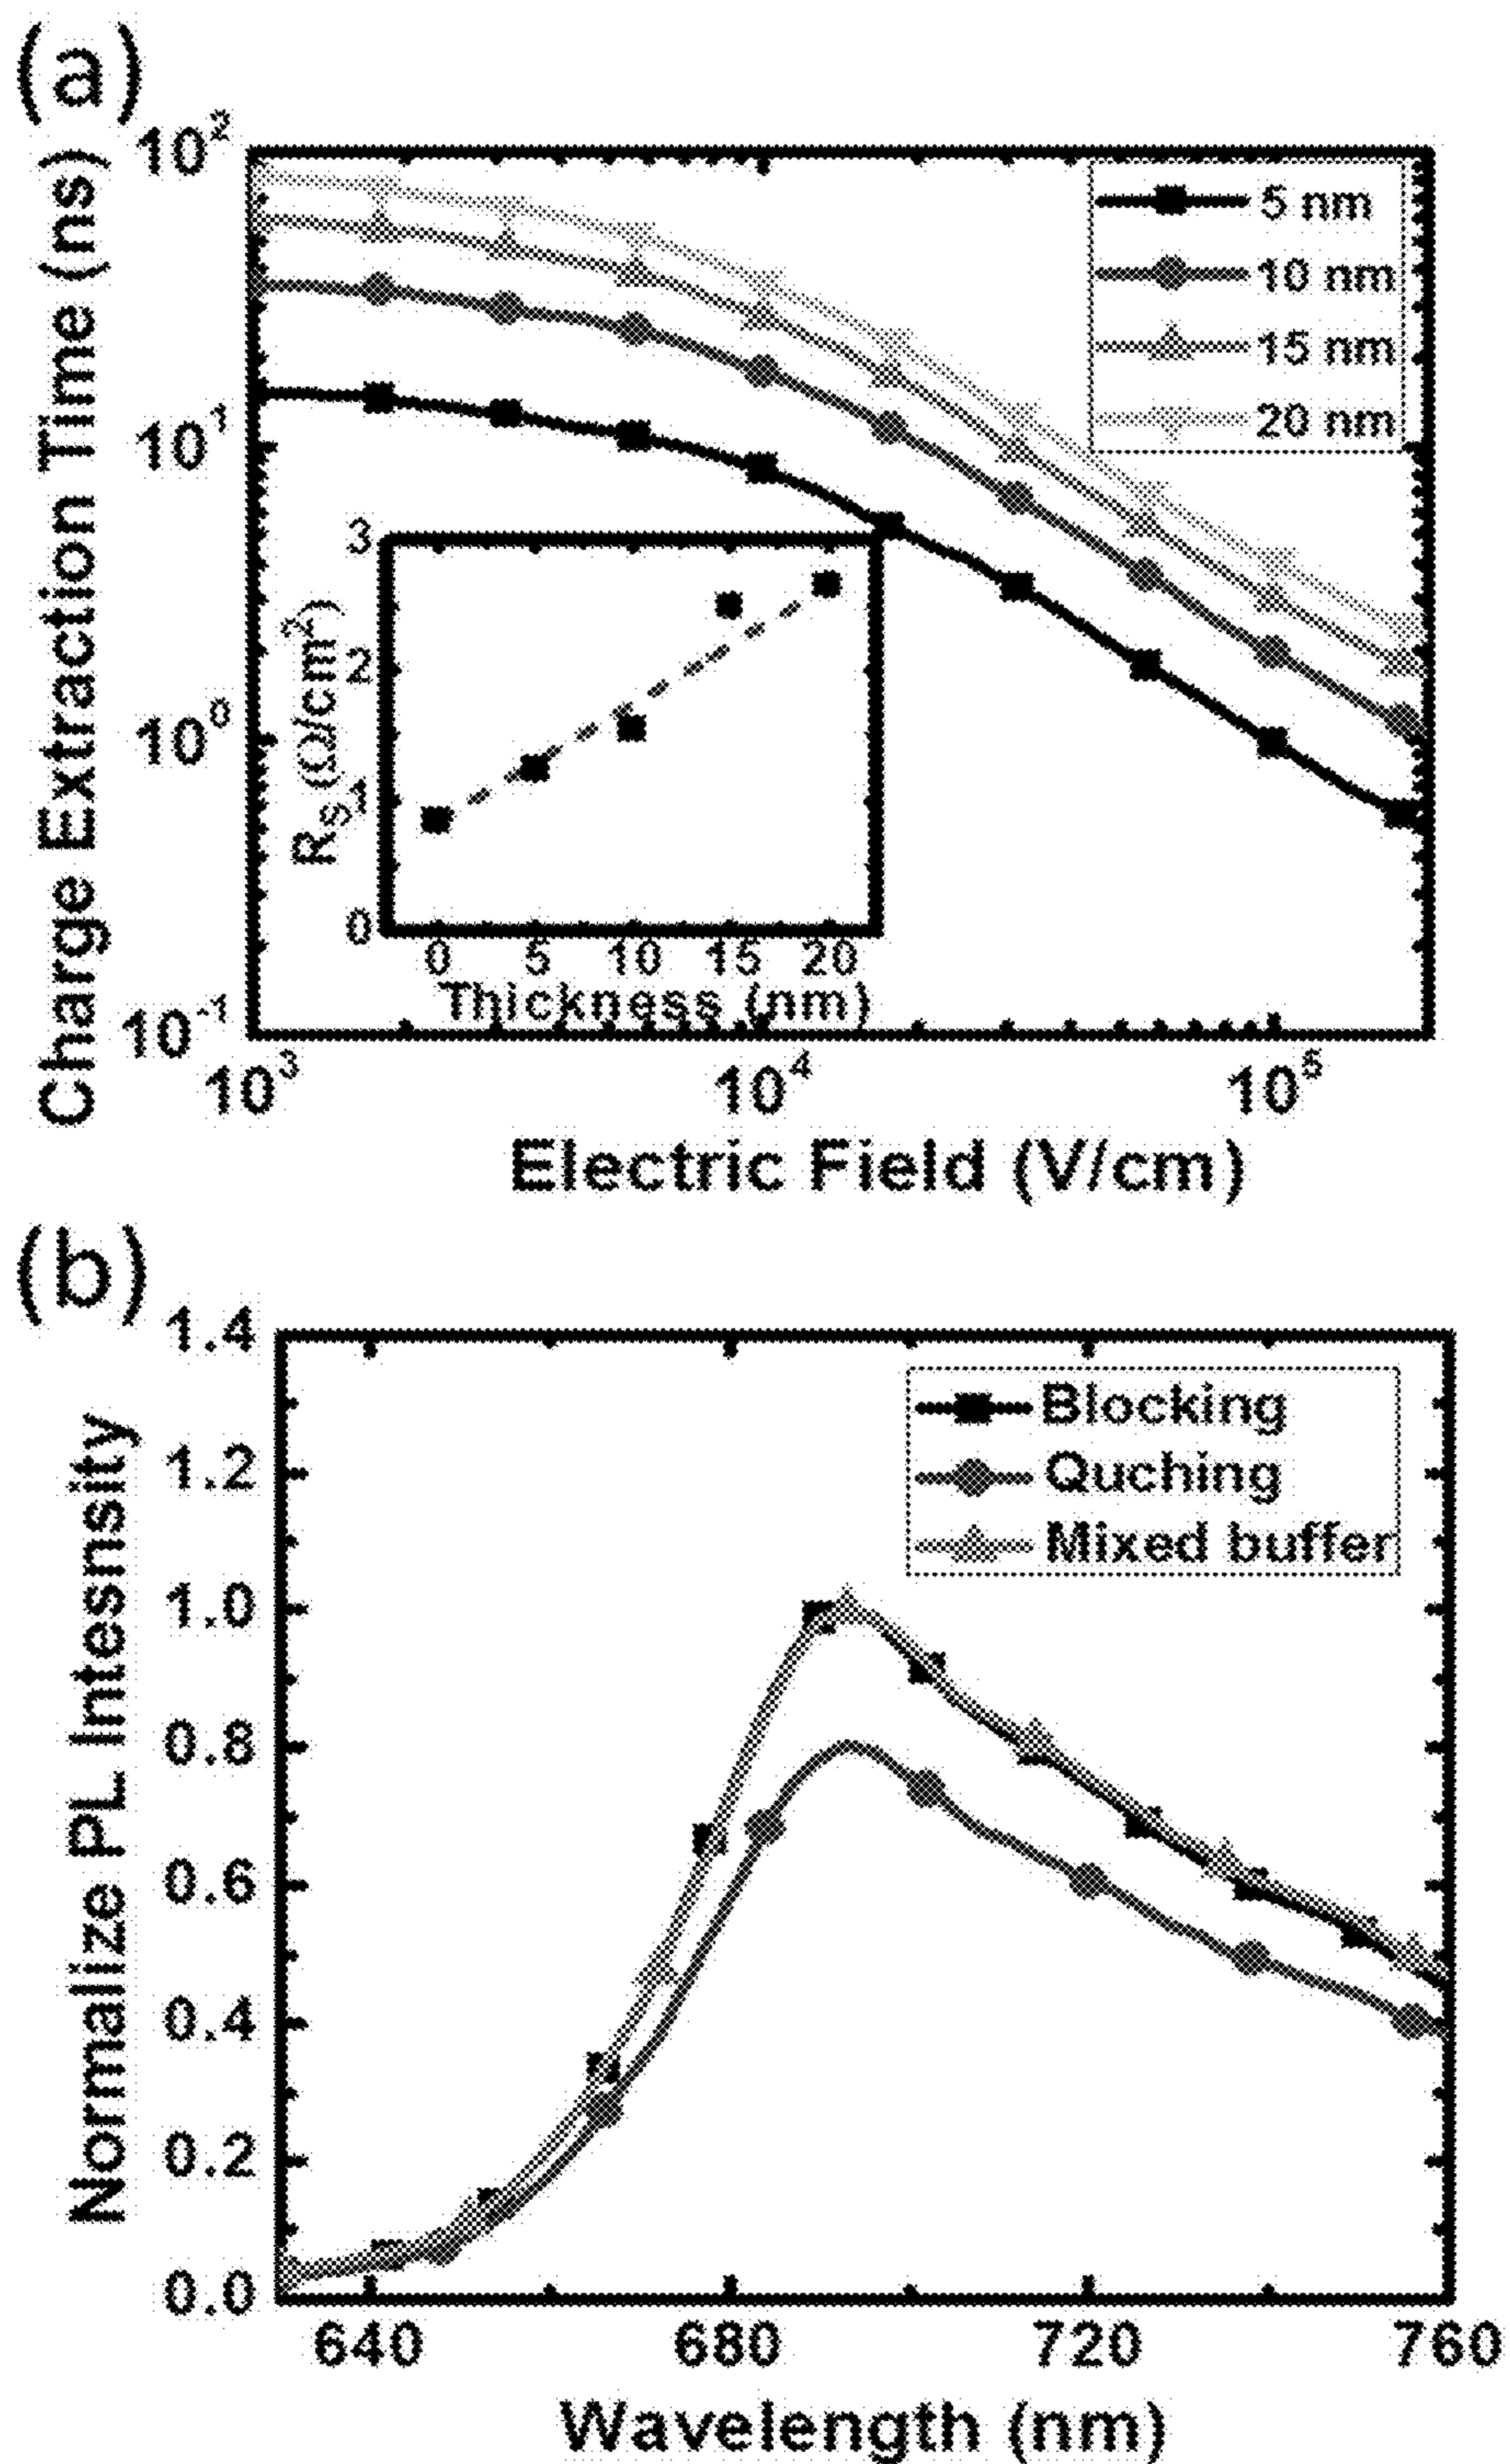 (a)
Charge Extraction Time (ns)
10²
10¹
10⁰
10⁻¹
5 nm
10 nm
15 nm
20 nm
R_S (Ω/cm²)
3
2
1
0
0 5 10 15 20
Thickness (nm)
10³ 10⁴ 10⁵
Electric Field (V/cm)
(b)
Normalize PL Intesnsity
1.4
1.2
1.0
0.8
0.6
0.4
0.2
0.0
Blocking
Quching
Mixed buffer
640 680 720 760
Wavelength (nm)